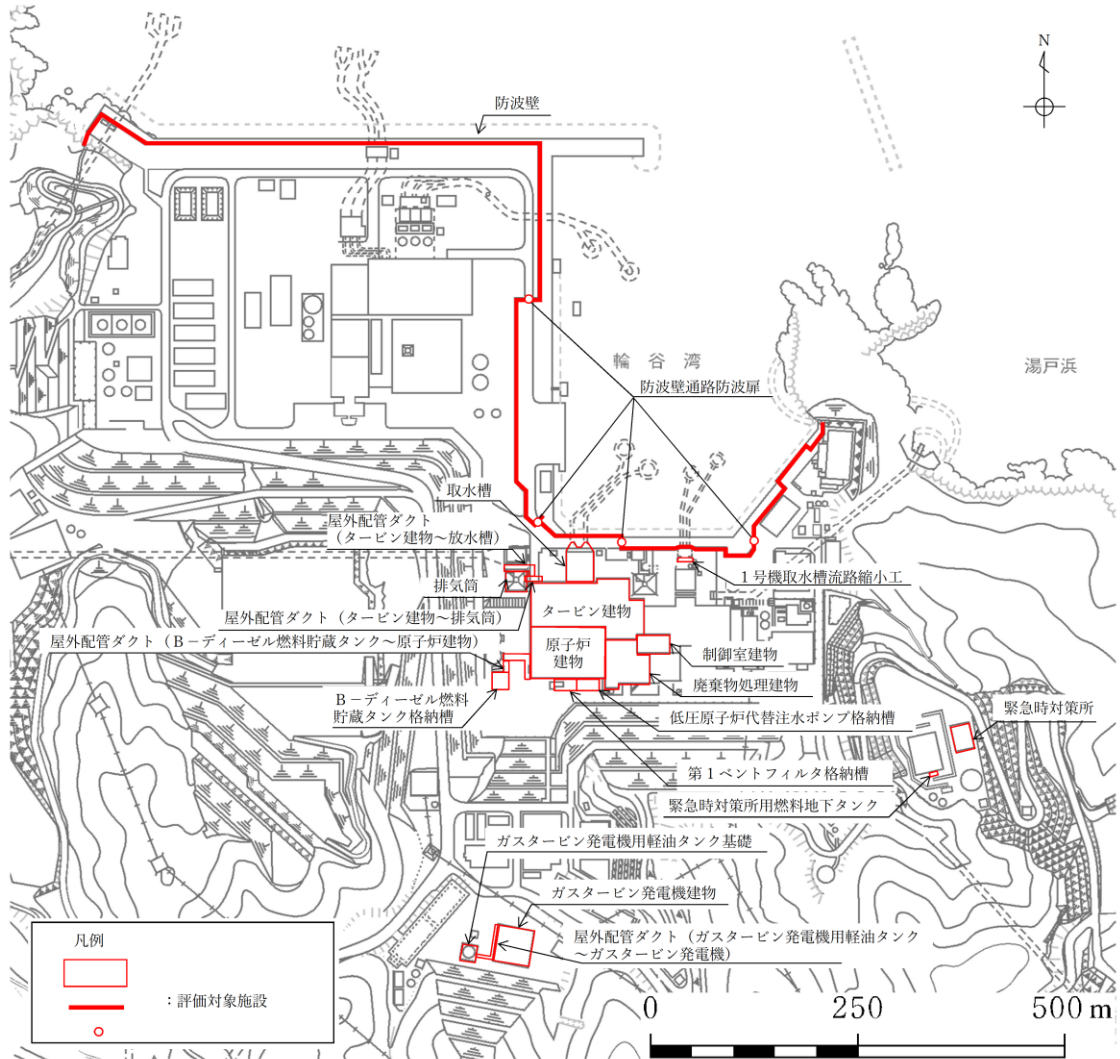 N
防波壁
輪谷湾
湯戸浜
防波壁通路防波扉
取水槽
屋外配管ダクト
(タービン建物~放水槽)
排気筒
1号機取水槽流路縮小工
屋外配管ダクト(タービン建物~排気筒)
タービン建物
屋外配管ダクト(B-ディーゼル燃料貯蔵タンク~原子炉建物)
原子炉
建物
制御室建物
廃棄物処理建物
B-ディーゼル燃料
貯蔵タンク格納槽
低圧原子炉代替注水ポンプ格納槽
緊急時対策所
第1ベントフィルタ格納槽
緊急時対策所用燃料地下タンク
ガスタービン発電機用軽油タンク基礎
ガスタービン発電機建物
屋外配管ダクト(ガスタービン発電機用軽油タンク
~ガスタービン発電機)
凡例
:評価対象施設
0 250 500 m